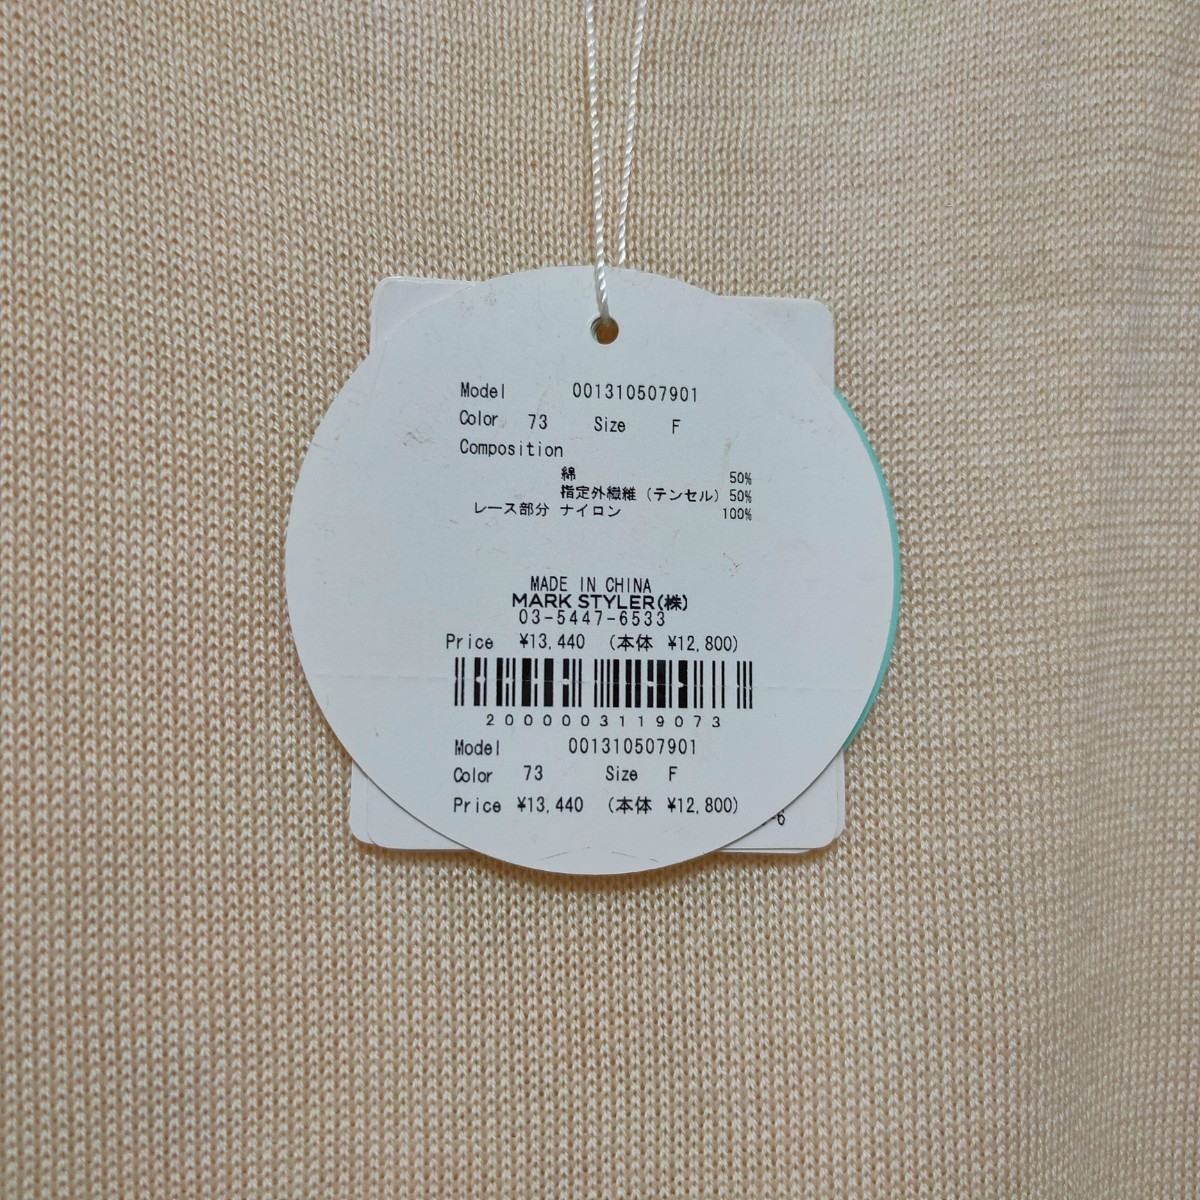 Model 001310507901
Color 73 Size F
Composition
綿 50%
指定外繊維（テンセル）50%
レース部分 ナイロン 100%
MADE IN CHINA
MARK STYLER(株)
03-5447-6533
Price ¥13,440 （本体 ¥12,800)
2000003119073
Model 001310507901
Color 73 Size F
Price ¥13,440 （本体 ¥12,800)
-6